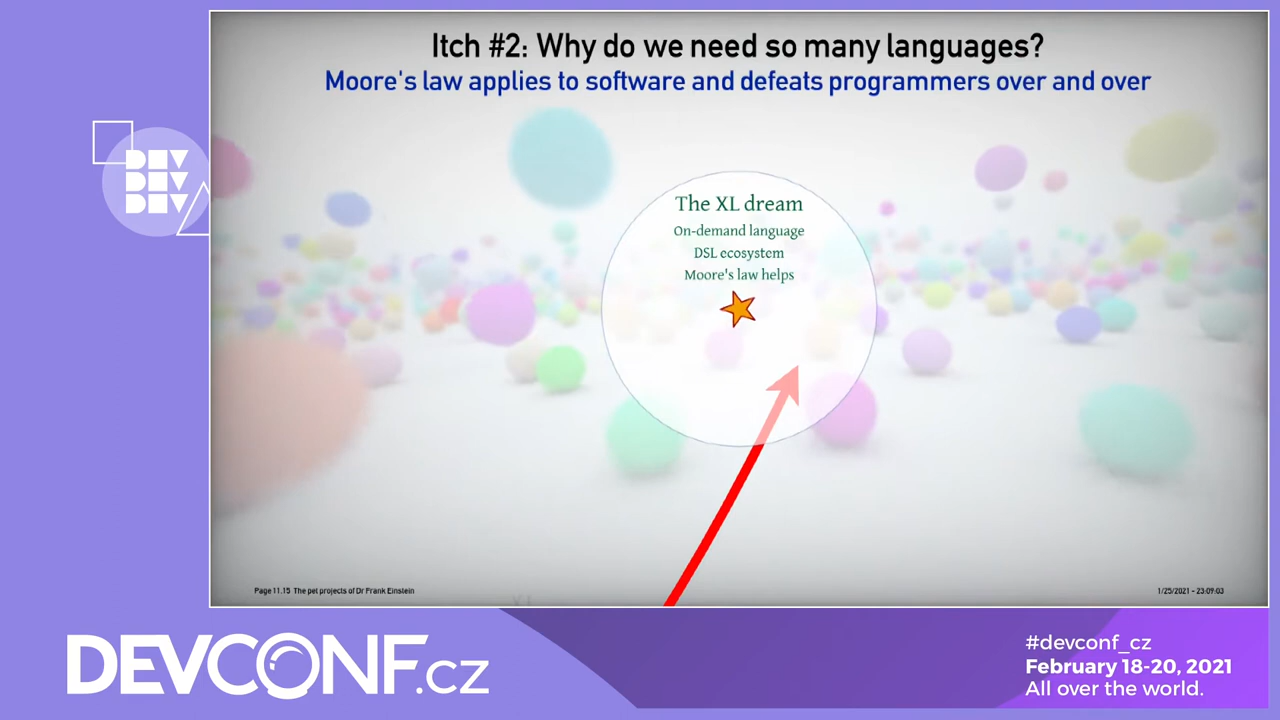 Itch #2: Why do we need so many languages?
Moore's law applies to software and defeats programmers over and over
DEV
DEV
DEV
The XL dream
On-demand language
DSL ecosystem
Moore's law helps
Page 11.15 The pet projects of Dr Frank Einstein
1/25/2021 - 23:09:03
DEVCONF.cz
#devconf_cz
February 18-20, 2021
All over the world.